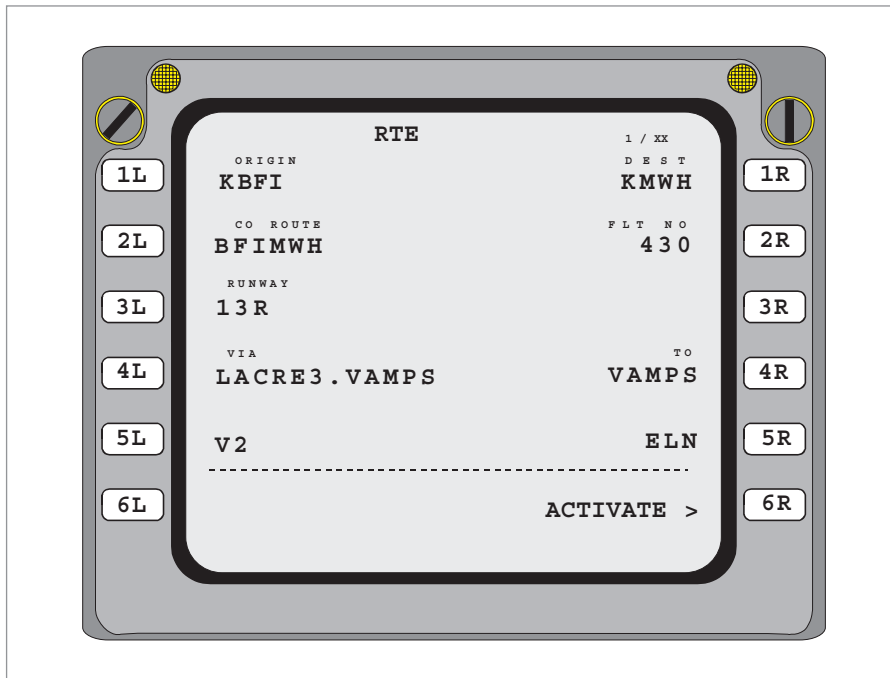 RTE 1 / XX
1L ORIGIN DEST 1R
KBFI KMWH
2L CO ROUTE FLT NO 2R
BFIMWH 430
RUNWAY
3L 13R 3R
VIA TO
4L LACRE3.VAMPS VAMPS 4R
5L V2 ELN 5R
6L ACTIVATE > 6R